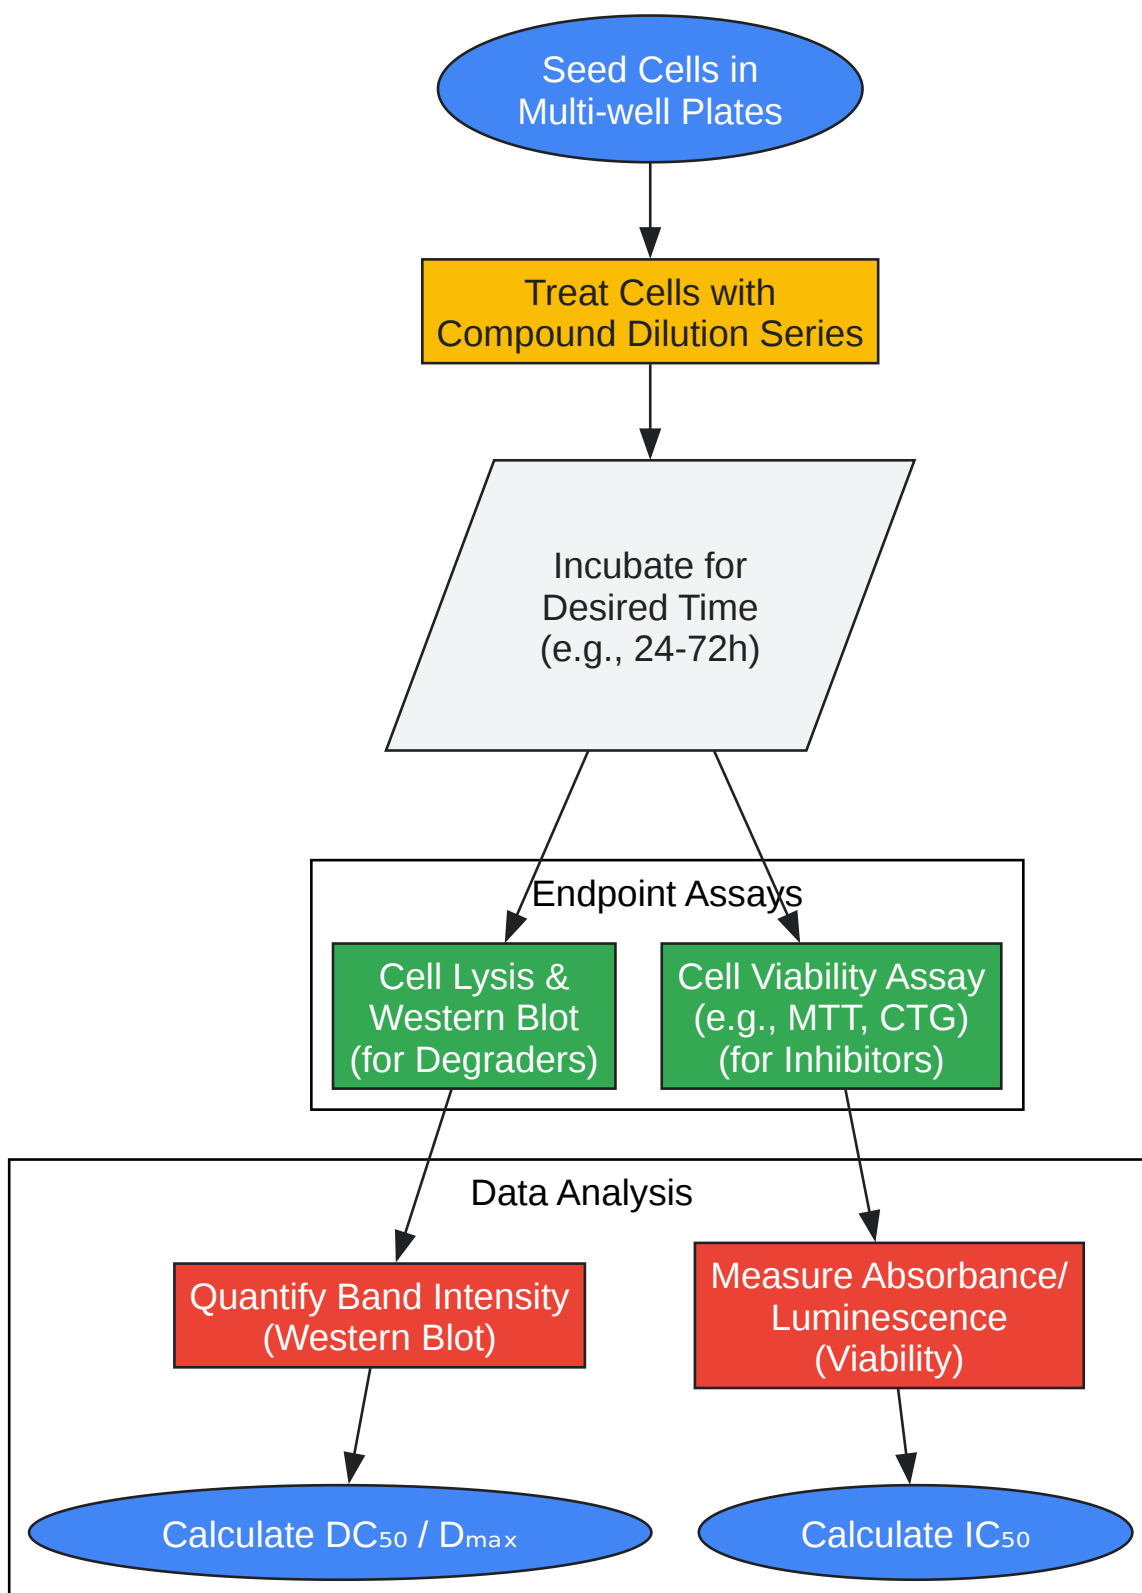 Seed Cells in
Multi-well Plates
Treat Cells with
Compound Dilution Series
Incubate for
Desired Time
(e.g., 24-72h)
Endpoint Assays
Cell Lysis &
Western Blot
(for Degraders)
Cell Viability Assay
(e.g., MTT, CTG)
(for Inhibitors)
Data Analysis
Quantify Band Intensity
(Western Blot)
Measure Absorbance/
Luminescence
(Viability)
Calculate DC₅₀ / Dₘₐₓ
Calculate IC₅₀